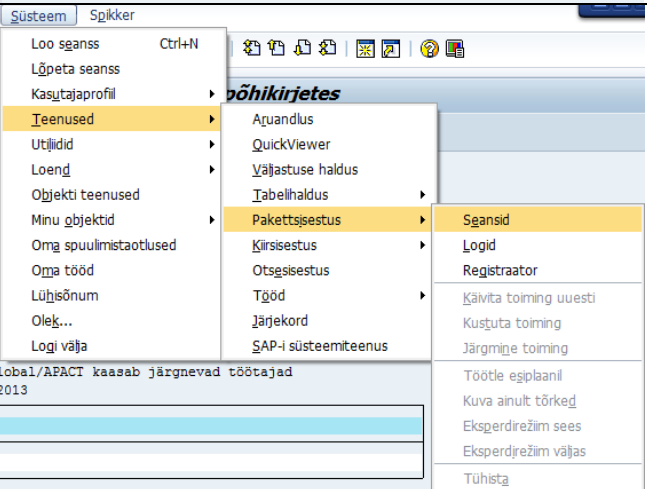 Süsteem Spikker
Loo seanss Ctrl+N
Lõpeta seanss
Kasutajaprofiil
Teenused
Utiliidid
Loend
Objekti teenused
Minu objektid
Oma spuulimistaotlused
Oma tööd
Lühisõnum
Olek...
Logi välja
põhikirjetes
Aruandlus
QuickViewer
Väljastuse haldus
Tabelihaldus
Pakettsisestus
Kiirsisestus
Otsesisestus
Tööd
Järjekord
SAP-i süsteemiteenus
Seansid
Logid
Registraator
Käivita toiming uuesti
Kustuta toiming
Järgmine toiming
Töötle esiplaanil
Kuva ainult tõrked
Eksperdirežiim sees
Eksperdirežiim väljas
Tühista
lobal/APACT kaasab järgnevad töötajad
2013